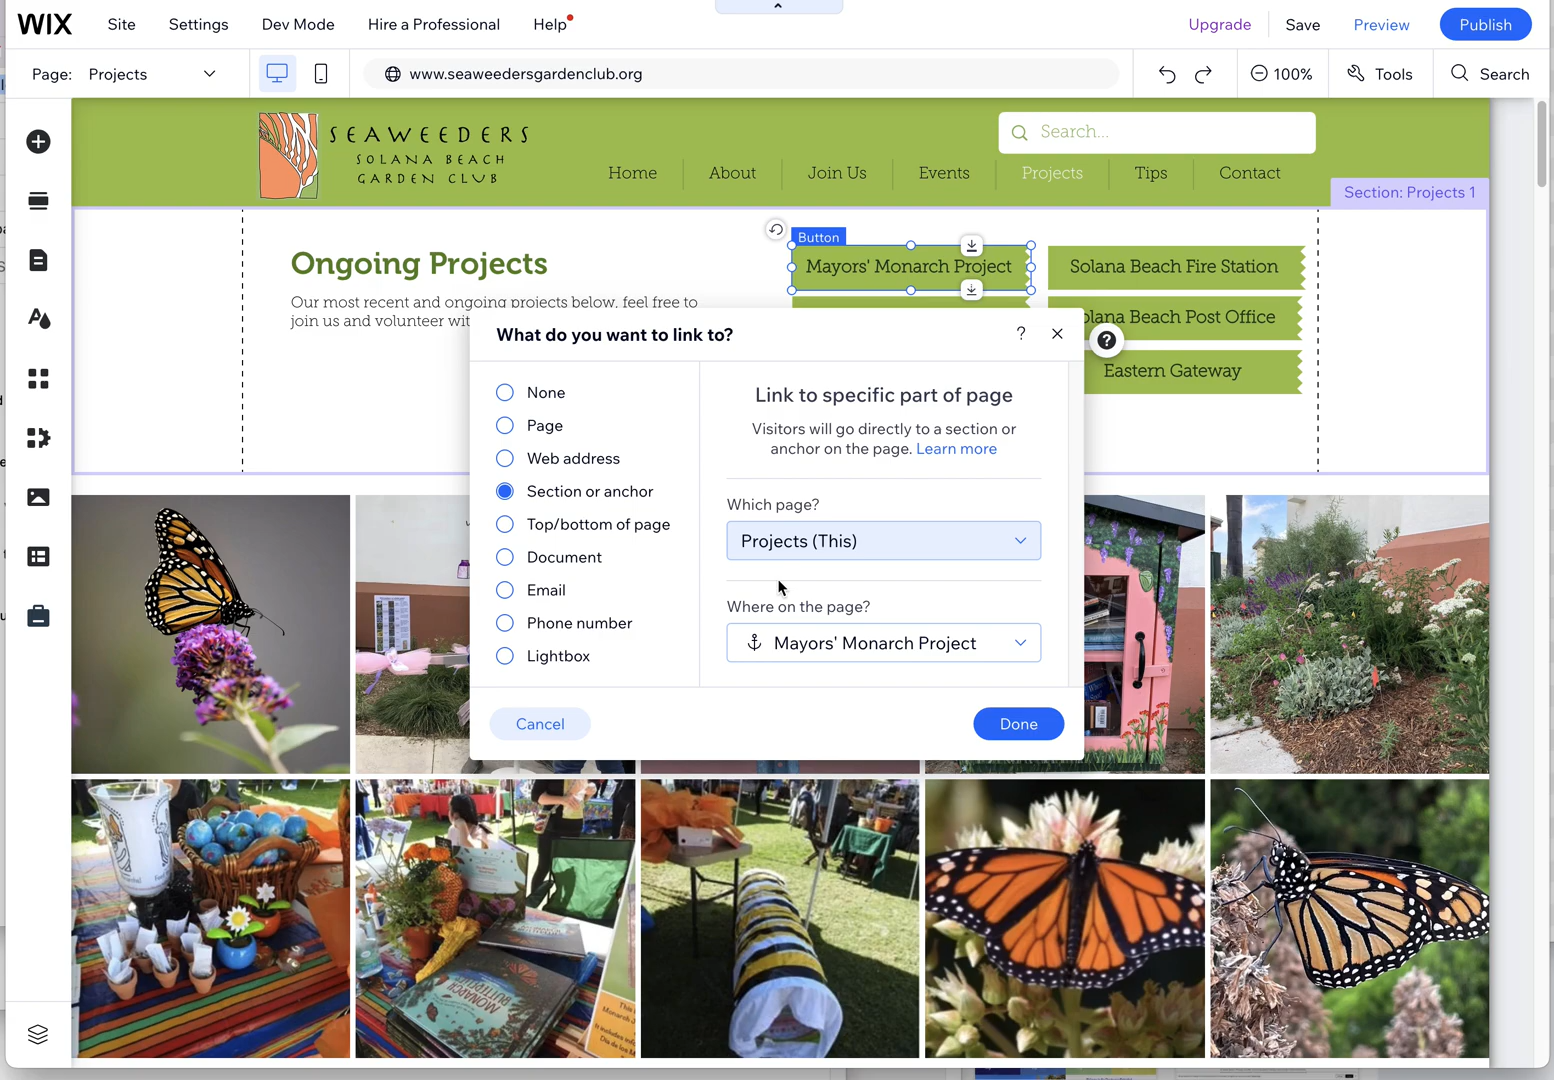 WIX
Site
Settings
Dev Mode
Hire a Professional
Help
Upgrade
Save
Preview
Publish
Page:
Projects
www.seaweedersgardenclub.org
100%
Tools
Search
SEAWEEDERS
SOLANA BEACH
GARDEN CLUB
Search...
Home
About
Join Us
Events
Projects
Tips
Contact
Section: Projects 1
Ongoing Projects
Our most recent and ongoing projects below, feel free to
join us and volunteer wit
Button
Mayors' Monarch Project
Solana Beach Fire Station
olana Beach Post Office
Eastern Gateway
What do you want to link to?
?
?
None
Page
Web address
Section or anchor
Top/bottom of page
Document
Email
Phone number
Lightbox
Link to specific part of page
Visitors will go directly to a section or
anchor on the page. Learn more
Which page?
Projects (This)
Where on the page?
Mayors' Monarch Project
Cancel
Done
MONARCH